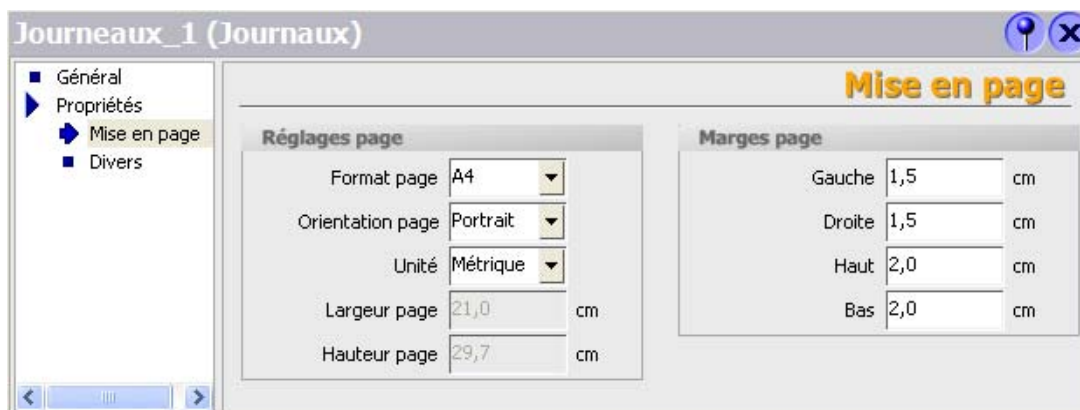 Journeaux_1 (Journaux)
Général
Propriétés
Mise en page
Divers
Mise en page
Réglages page
Format page A4
Orientation page Portrait
Unité Métrique
Largeur page 21,0 cm
Hauteur page 29,7 cm
Marges page
Gauche 1,5 cm
Droite 1,5 cm
Haut 2,0 cm
Bas 2,0 cm